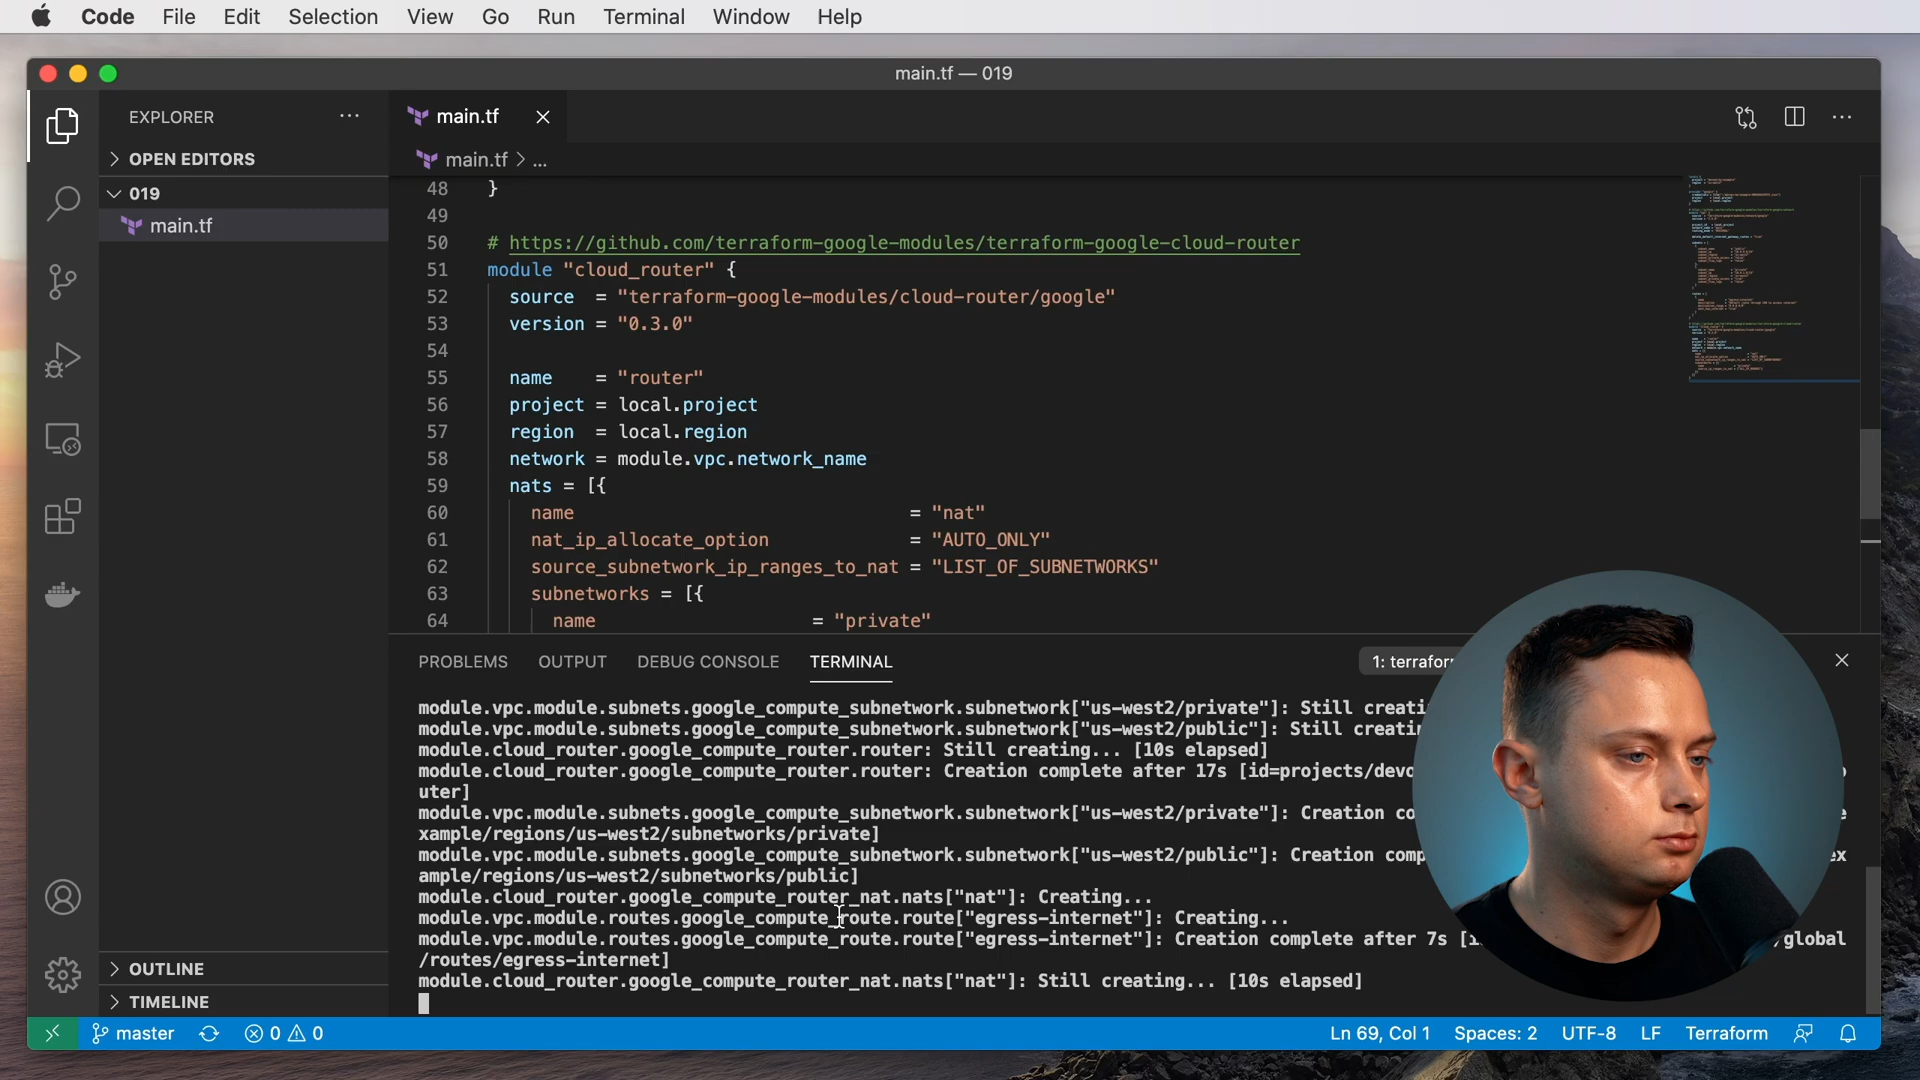 Code File Edit Selection View Go Run Terminal Window Help
main.tf — 019
EXPLORER
OPEN EDITORS
019
main.tf
OUTLINE
TIMELINE
main.tf
main.tf > ...
48 }
49
50 # https://github.com/terraform-google-modules/terraform-google-cloud-router
51 module "cloud_router" {
52 source = "terraform-google-modules/cloud-router/google"
53 version = "0.3.0"
54
55 name = "router"
56 project = local.project
57 region = local.region
58 network = module.vpc.network_name
59 nats = [{
60 name = "nat"
61 nat_ip_allocate_option = "AUTO_ONLY"
62 source_subnetwork_ip_ranges_to_nat = "LIST_OF_SUBNETWORKS"
63 subnetworks = [{
64 name = "private"
PROBLEMS OUTPUT DEBUG CONSOLE TERMINAL 1:
module.vpc.module.subnets.google_compute_subnetwork.subnetwork["us-west2/private"]: Still
module.vpc.module.subnets.google_compute_subnetwork.subnetwork["us-west2/public"]: Still
module.cloud_router.google_compute_router.router: Still creating... [10s elapsed]
module.cloud_router.google_compute_router.router: Creation complete after 17s
uter]
module.vpc.module.subnets.google_compute_subnetwork.subnetwork["us-west2/private"]: Creation
xample/regions/us-west2/subnetworks/private]
module.vpc.module.subnets.google_compute_subnetwork.subnetwork["us-west2/public"]: Creation
ample/regions/us-west2/subnetworks/public]
module.cloud_router.google_compute_router_nat.nats["nat"]: Creating...
module.vpc.module.routes.google_compute_route.route["egress-internet"]: Creating...
module.vpc.module.routes.google_compute_route.route["egress-internet"]: Creation complete after 7s /global
/routes/egress-internet]
module.cloud_router.google_compute_router_nat.nats["nat"]: Still creating... [10s elapsed]
master 0 0 Ln 69, Col 1 Spaces: 2 UTF-8 LF Terraform